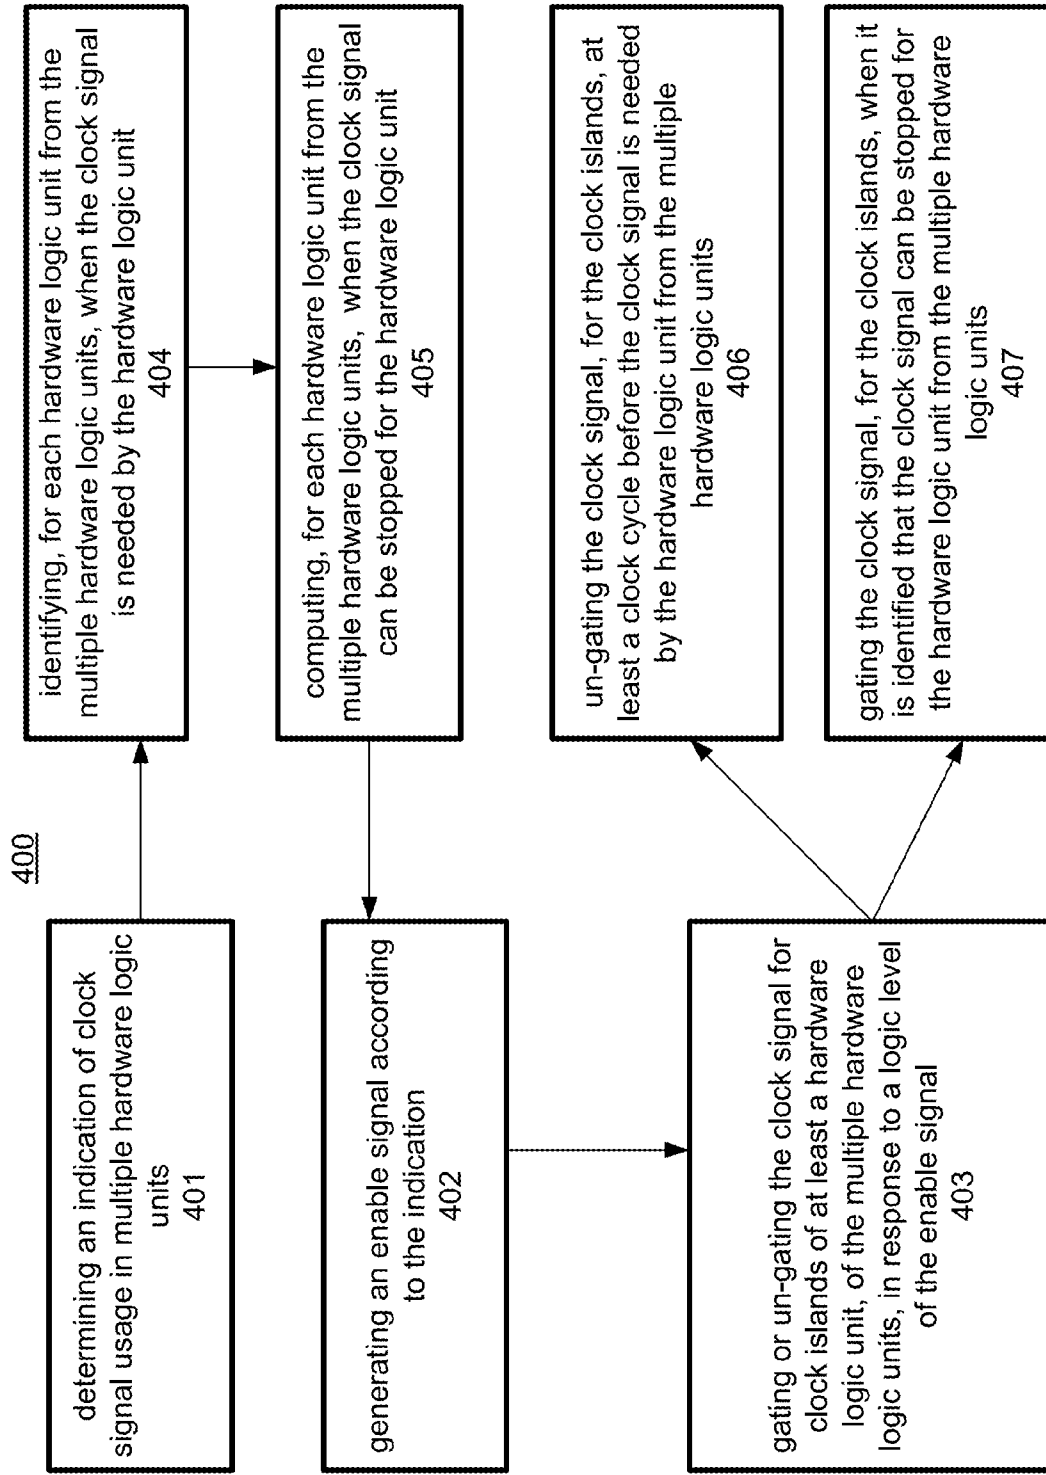 400
determining an indication of clock
signal usage in multiple hardware logic
units
401
identifying, for each hardware logic unit from the
multiple hardware logic units, when the clock signal
is needed by the hardware logic unit
404
computing, for each hardware logic unit from the
multiple hardware logic units, when the clock signal
can be stopped for the hardware logic unit
405
generating an enable signal according
to the indication
402
gating or un-gating the clock signal for
clock islands of at least a hardware
logic unit, of the multiple hardware
logic units, in response to a logic level
of the enable signal
403
un-gating the clock signal, for the clock islands, at
least a clock cycle before the clock signal is needed
by the hardware logic unit from the multiple
hardware logic units
406
gating the clock signal, for the clock islands, when it
is identified that the clock signal can be stopped for
the hardware logic unit from the multiple hardware
logic units
407